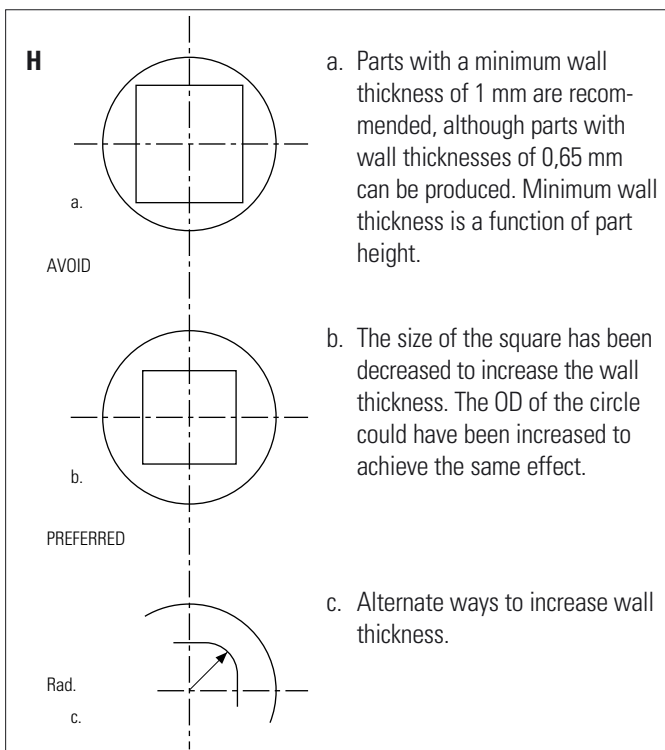 H
a.
AVOID
a. Parts with a minimum wall
thickness of 1 mm are recom-
mended, although parts with
wall thicknesses of 0,65 mm
can be produced. Minimum wall
thickness is a function of part
height.
b.
PREFERRED
b. The size of the square has been
decreased to increase the wall
thickness. The OD of the circle
could have been increased to
achieve the same effect.
Rad.
c.
c. Alternate ways to increase wall
thickness.